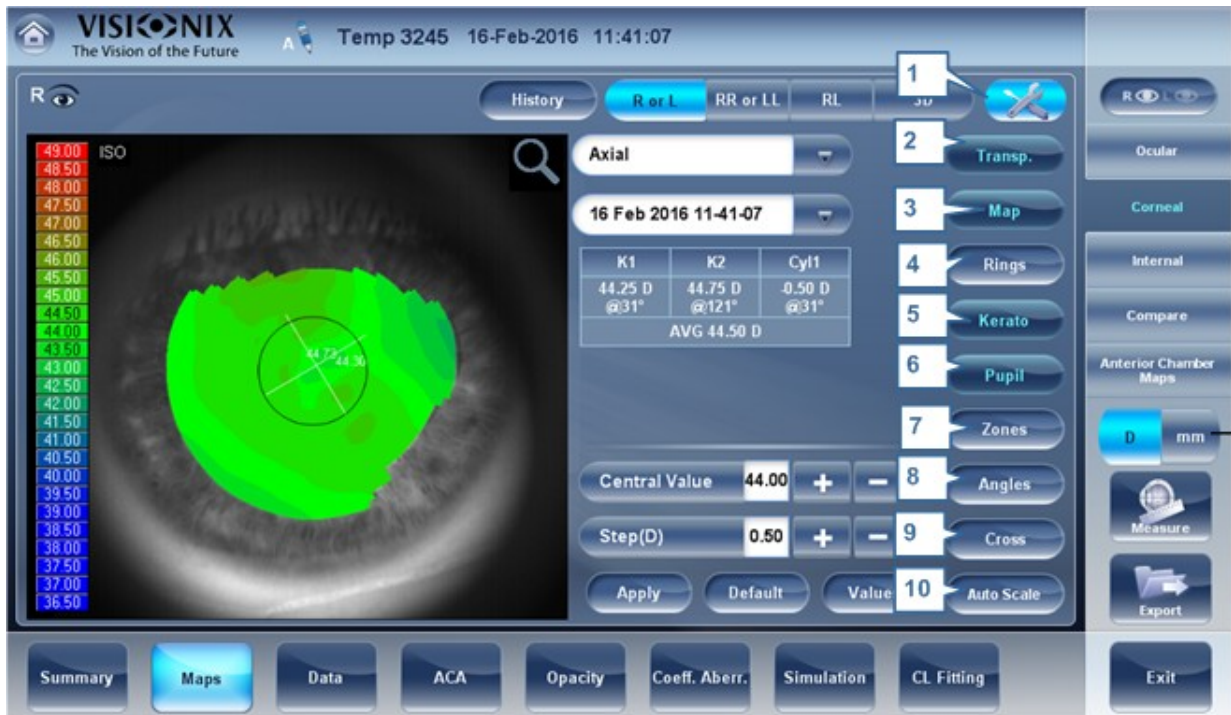 VISIONIX
The Vision of the Future
A
Temp 3245 16-Feb-2016 11:41:07
R
History
R or L
RR or LL
RL
3D
1
49.00
48.50
48.00
47.50
47.00
46.50
46.00
45.50
45.00
44.50
44.00
43.50
43.00
42.50
42.00
41.50
41.00
40.50
40.00
39.50
39.00
38.50
38.00
37.50
37.00
36.50
ISO
44.73
44.30
Axial
16 Feb 2016 11-41-07
K1 K2 Cyl1
44.25 D 44.75 D -0.50 D
@31° @121° @31°
AVG 44.50 D
Central Value 44.00 + −
Step(D) 0.50 + −
Apply
Default
Value
2 Transp.
3 Map
4 Rings
5 Kerato
6 Pupil
7 Zones
8 Angles
9 Cross
10 Auto Scale
R L
Ocular
Corneal
Internal
Compare
Anterior Chamber
Maps
D mm
Measure
Export
Summary
Maps
Data
ACA
Opacity
Coeff. Aberr.
Simulation
CL Fitting
Exit